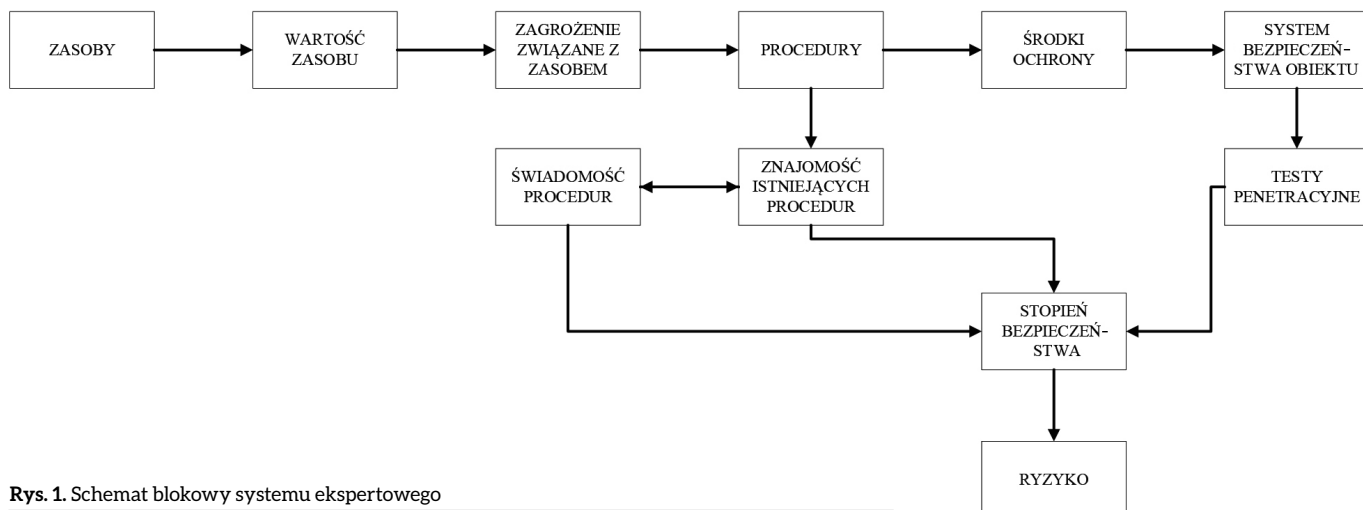 ZASOBY
WARTOŚĆ
ZASOBU
ZAGROŻENIE
ZWIĄZANE Z
ZASOBEM
PROCEDURY
ŚRODKI
OCHRONY
SYSTEM
BEZPIECZEŃ-
STWA OBIEKTU
ŚWIADOMOŚĆ
PROCEDUR
ZNAJOMOŚĆ
ISTNIEJĄCYCH
PROCEDUR
TESTY
PENETRACYJNE
STOPIEŃ
BEZPIECZEŃ-
STWA
RYZYKO
Rys. 1. Schemat blokowy systemu ekspertowego